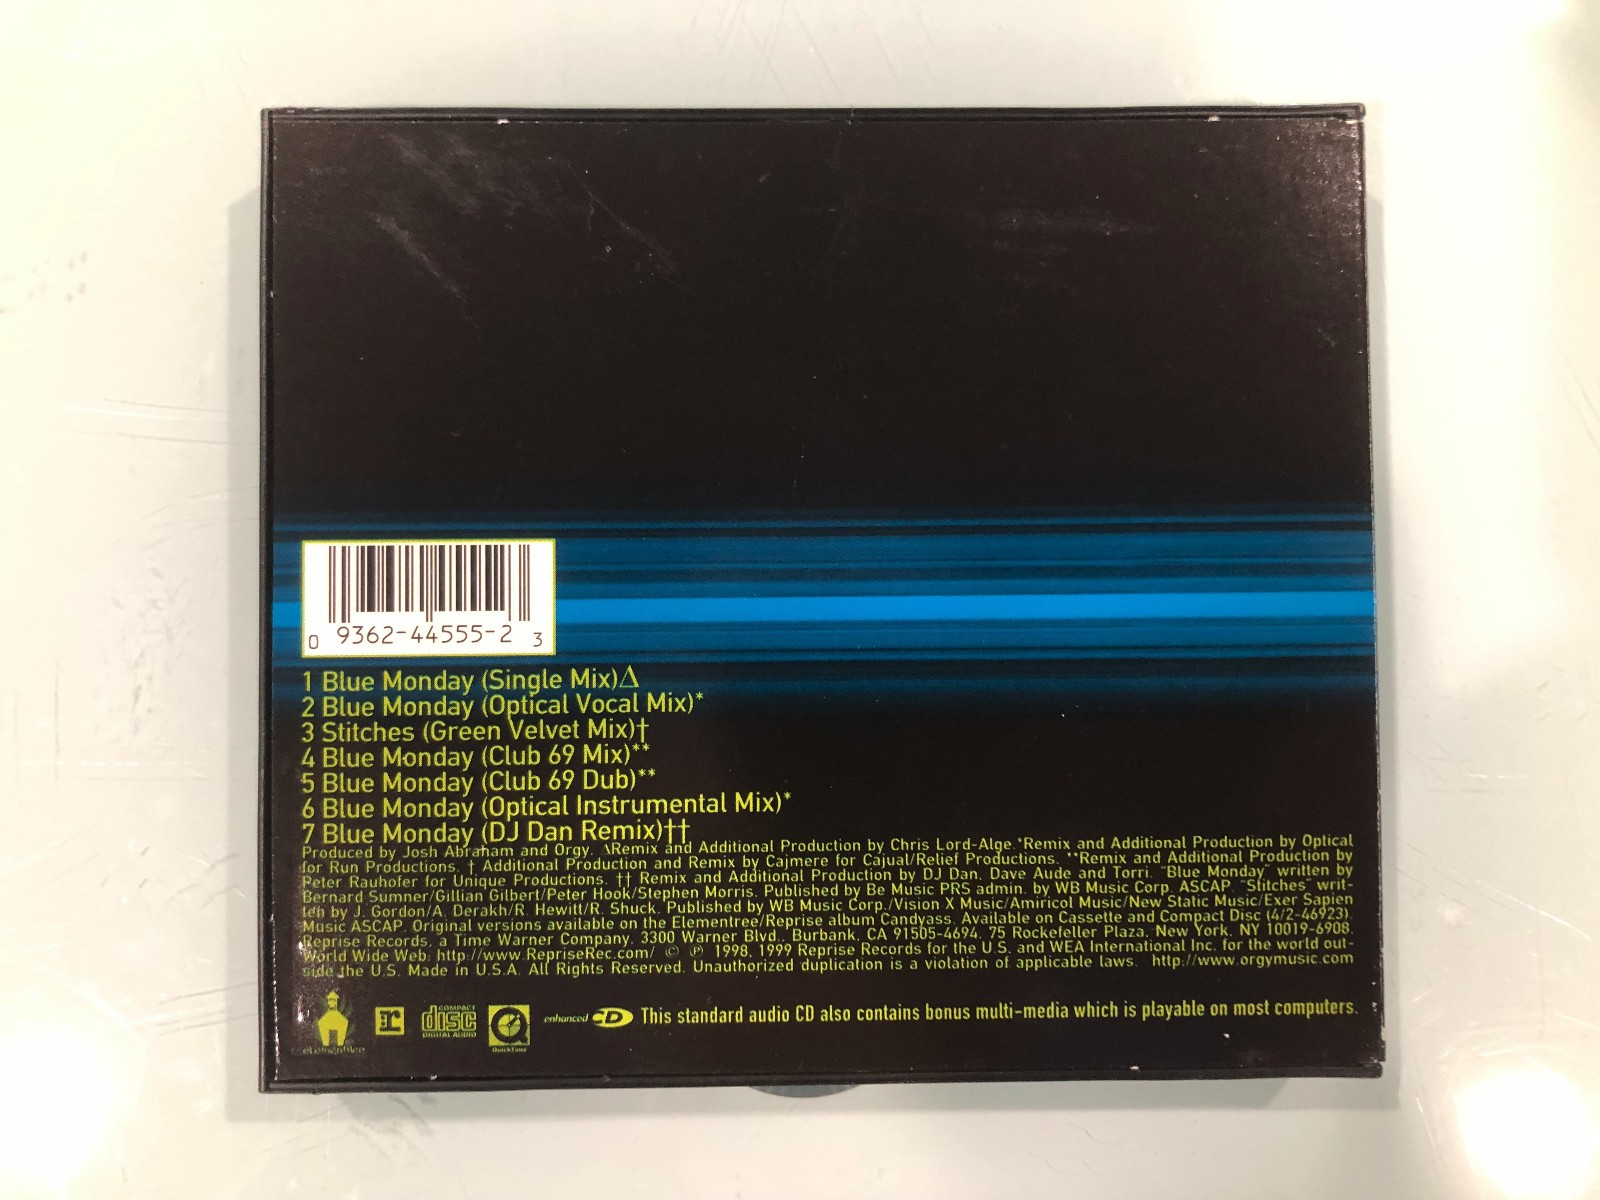 0 9362-44555-2 3
1 Blue Monday (Single Mix)Δ
2 Blue Monday (Optical Vocal Mix)*
3 Stitches (Green Velvet Mix)†
4 Blue Monday (Club 69 Mix)**
5 Blue Monday (Club 69 Dub)**
6 Blue Monday (Optical Instrumental Mix)*
7 Blue Monday (DJ Dan Remix)††
Produced by Josh Abraham and Orgy. ΔRemix and Additional Production by Chris Lord-Alge.*Remix and Additional Production by Optical
for Run Productions. † Additional Production and Remix by Cajmere for Cajual/Relief Productions. **Remix and Additional Production by
Peter Rauhofer for Unique Productions. †† Remix and Additional Production by DJ Dan, Dave Aude and Torri. "Blue Monday" written by
Bernard Sumner/Gillian Gilbert/Peter Hook/Stephen Morris. Published by Be Music PRS admin. by WB Music Corp. ASCAP. "Stitches" writ-
ten by J. Gordon/A. Derakh/R. Hewitt/R. Shuck. Published by WB Music Corp./Vision X Music/Amiricol Music/New Static Music/Exer Sapien
Music ASCAP. Original versions available on the Elementree/Reprise album Candyass. Available on Cassette and Compact Disc (4/2-46923).
Reprise Records, a Time Warner Company, 3300 Warner Blvd., Burbank, CA 91505-4694, 75 Rockefeller Plaza, New York, NY 10019-6908.
World Wide Web: http://www.RepriseRec.com/ © ℗ 1998, 1999 Reprise Records for the U.S. and WEA International Inc. for the world out-
side the U.S. Made in U.S.A. All Rights Reserved. Unauthorized duplication is a violation of applicable laws. http://www.orgymusic.com
elementree r COMPACT disc DIGITAL AUDIO QuickTime enhanced CD This standard audio CD also contains bonus multi-media which is playable on most computers.